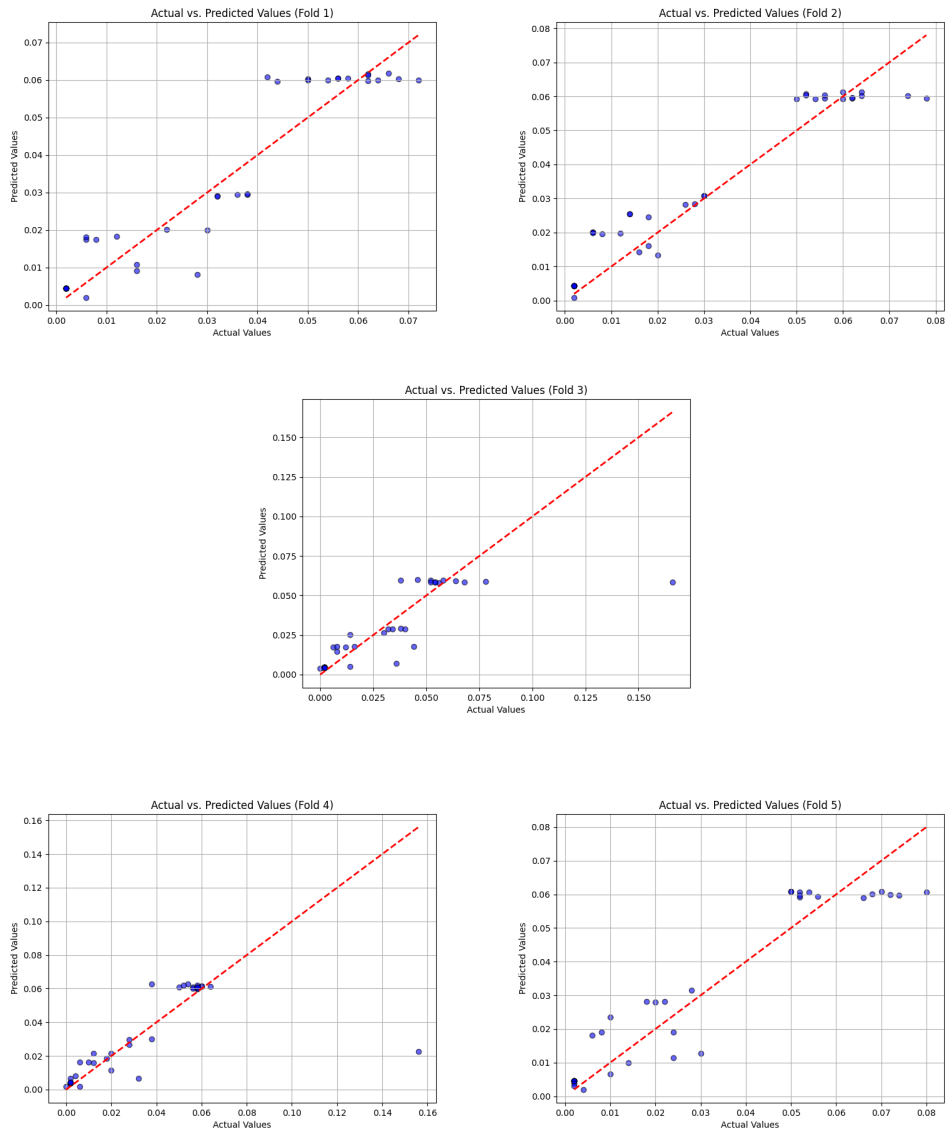 Actual vs. Predicted Values (Fold 1)
Predicted Values
0.07
0.06
0.05
0.04
0.03
0.02
0.01
0.00
0.00 0.01 0.02 0.03 0.04 0.05 0.06 0.07
Actual Values
Actual vs. Predicted Values (Fold 2)
Predicted Values
0.08
0.07
0.06
0.05
0.04
0.03
0.02
0.01
0.00
0.00 0.01 0.02 0.03 0.04 0.05 0.06 0.07 0.08
Actual Values
Actual vs. Predicted Values (Fold 3)
Predicted Values
0.150
0.125
0.100
0.075
0.050
0.025
0.000
0.000 0.025 0.050 0.075 0.100 0.125 0.150
Actual Values
Actual vs. Predicted Values (Fold 4)
Predicted Values
0.16
0.14
0.12
0.10
0.08
0.06
0.04
0.02
0.00
0.00 0.02 0.04 0.06 0.08 0.10 0.12 0.14 0.16
Actual Values
Actual vs. Predicted Values (Fold 5)
Predicted Values
0.08
0.07
0.06
0.05
0.04
0.03
0.02
0.01
0.00
0.00 0.01 0.02 0.03 0.04 0.05 0.06 0.07 0.08
Actual Values